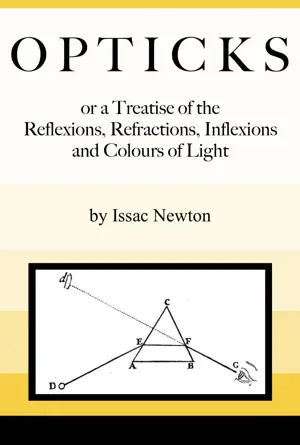 OPTICKS
or a Treatise of the
Reflexions, Refractions, Inflexions
and Colours of Light
by Issac Newton
d
C
E
F
A
B
G
D